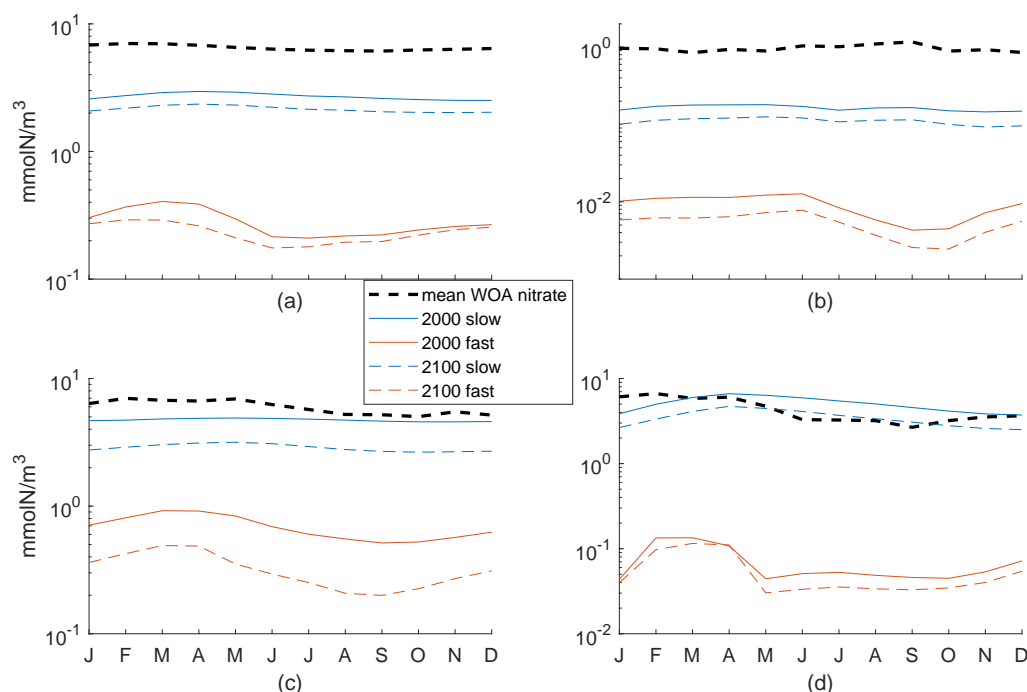 10^1
10^0
10^-1
mmolN/m^3
(a)
10^0
10^-2
(b)
mean WOA nitrate
2000 slow
2000 fast
2100 slow
2100 fast
10^1
10^0
10^-1
mmolN/m^3
J F M A M J J A S O N D
(c)
10^1
10^0
10^-1
10^-2
J F M A M J J A S O N D
(d)